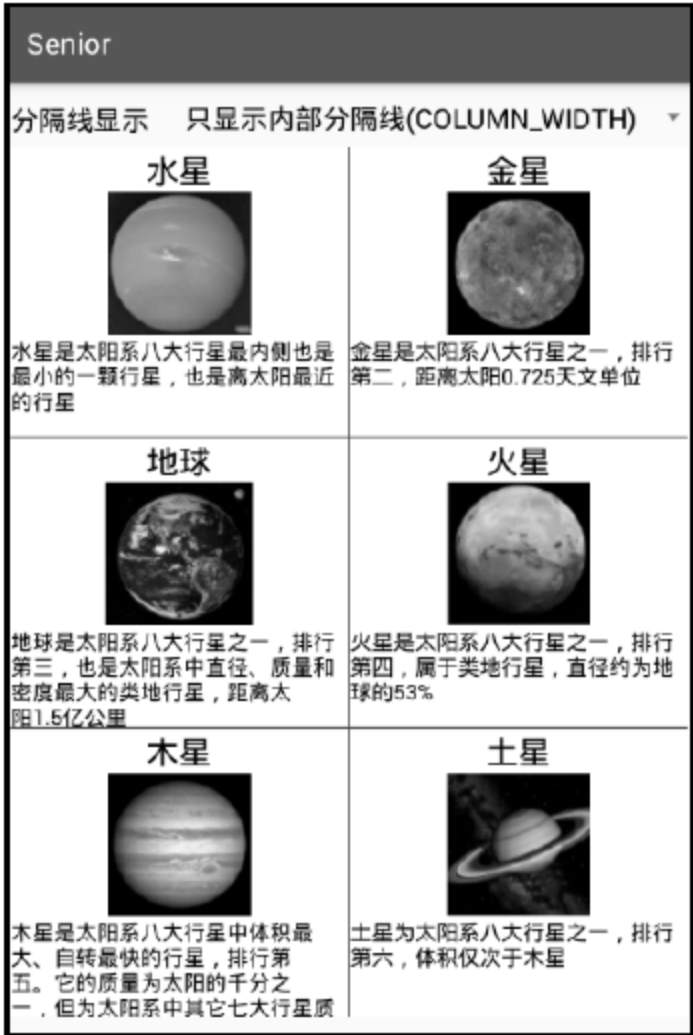 Senior
分隔线显示 只显示内部分隔线(COLUMN_WIDTH)
水星
水星是太阳系八大行星最内侧也是
最小的一颗行星，也是离太阳最近
的行星
金星
金星是太阳系八大行星之一，排行
第二，距离太阳0.725天文单位
地球
地球是太阳系八大行星之一，排行
第三，也是太阳系中直径、质量和
密度最大的类地行星，距离太
阳1.5亿公里
火星
火星是太阳系八大行星之一，排行
第四，属于类地行星，直径约为地
球的53%
木星
木星是太阳系八大行星中体积最
大、自转最快的行星，排行第
五。它的质量为太阳的千分之
一，但为太阳系中其它七大行星质
土星
土星为太阳系八大行星之一，排行
第六，体积仅次于木星